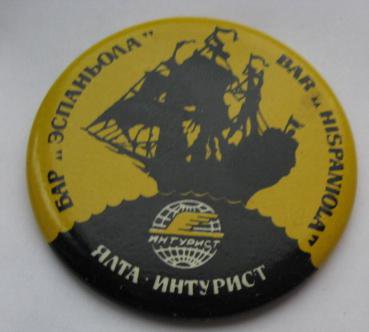 БАР „ЭСПАНЬОЛА"
BAR „HISPANIOLA"
ИНТУРИСТ
ЯЛТА · ИНТУРИСТ